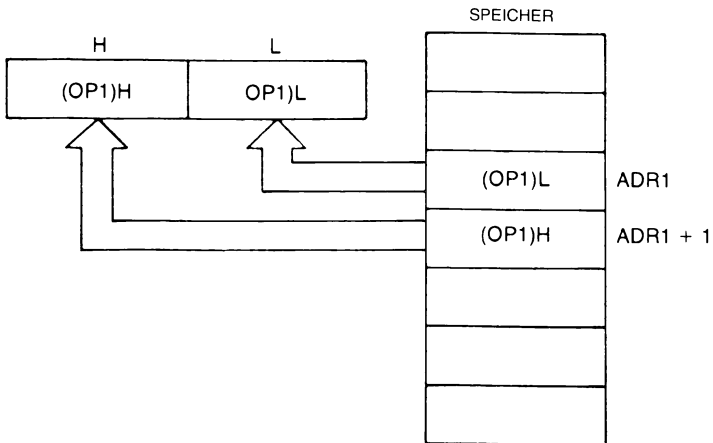 SPEICHER
H L
(OP1)H OP1)L
(OP1)L ADR1
(OP1)H ADR1 + 1